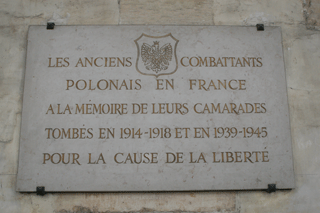 LES ANCIENS COMBATTANTS
POLONAIS EN FRANCE
A LA MÉMOIRE DE LEURS CAMARADES
TOMBÉS EN 1914-1918 ET EN 1939-1945
POUR LA CAUSE DE LA LIBERTÉ